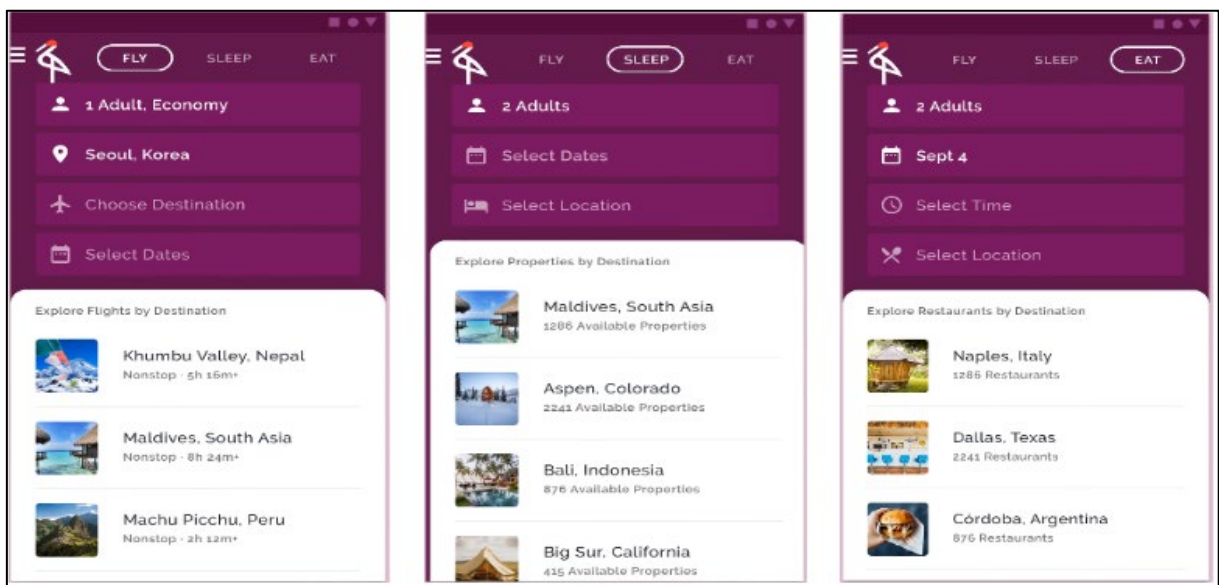 FLY SLEEP EAT
1 Adult, Economy
Seoul, Korea
Choose Destination
Select Dates
Explore Flights by Destination
Khumbu Valley, Nepal
Nonstop · 5h 16m+
Maldives, South Asia
Nonstop · 8h 24m+
Machu Picchu, Peru
Nonstop · 2h 12m+
FLY SLEEP EAT
2 Adults
Select Dates
Select Location
Explore Properties by Destination
Maldives, South Asia
1286 Available Properties
Aspen, Colorado
2241 Available Properties
Bali, Indonesia
876 Available Properties
Big Sur, California
415 Available Properties
FLY SLEEP EAT
2 Adults
Sept 4
Select Time
Select Location
Explore Restaurants by Destination
Naples, Italy
1286 Restaurants
Dallas, Texas
2241 Restaurants
Córdoba, Argentina
876 Restaurants